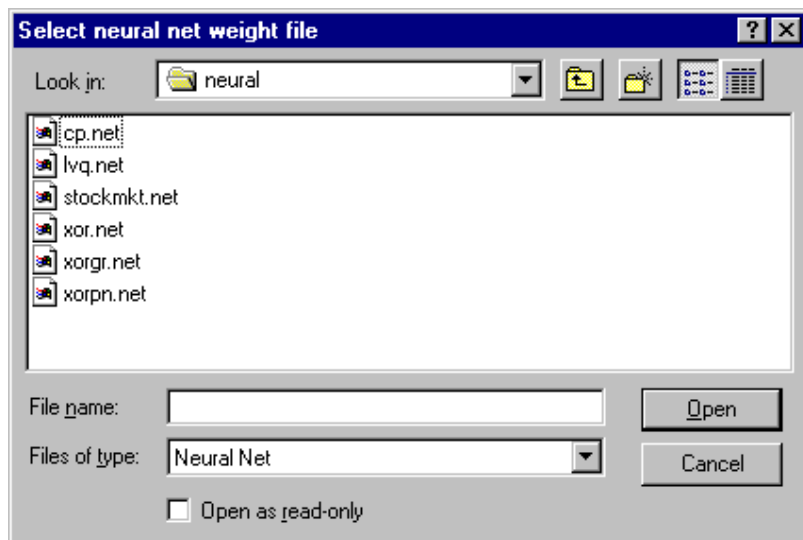 Select neural net weight file
Look in: neural
cp.net
lvq.net
stockmkt.net
xor.net
xorgr.net
xorpn.net
File name: Open
Files of type: Neural Net Cancel
Open as read-only